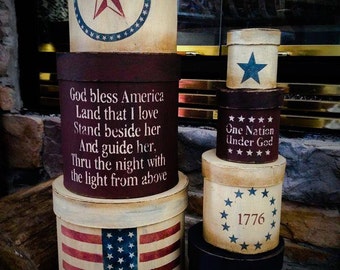 God bless America
Land that I love
Stand beside her
And guide her,
Thru the night with
the light from above
One Nation
Under God
1776